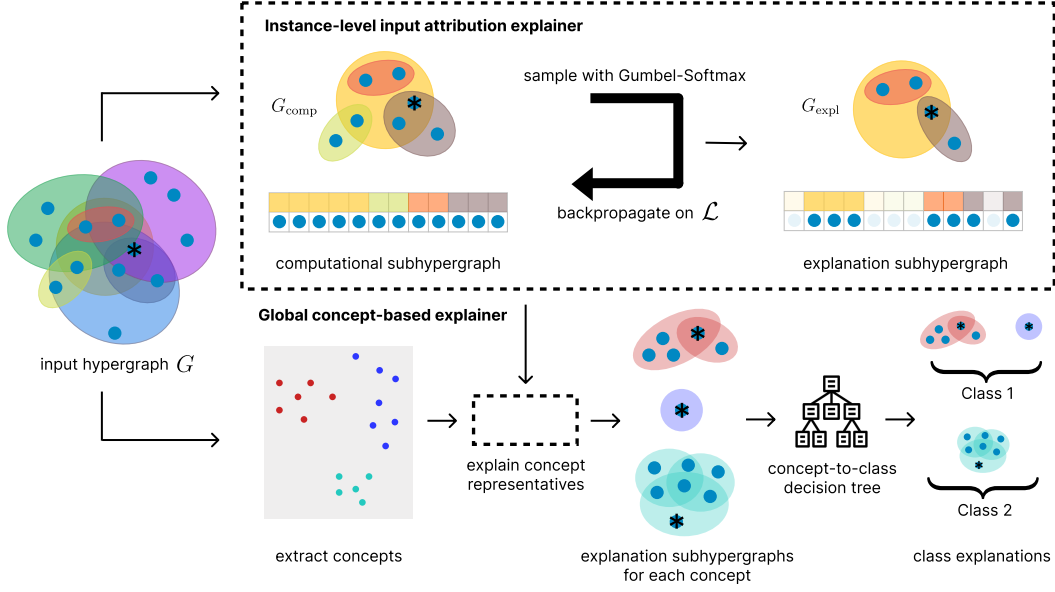 Instance-level input attribution explainer
sample with Gumbel-Softmax
G_comp
G_expl
backpropagate on ℒ
computational subhypergraph
explanation subhypergraph
input hypergraph G
Global concept-based explainer
Class 1
explain concept
representatives
concept-to-class
decision tree
Class 2
extract concepts
explanation subhypergraphs
for each concept
class explanations